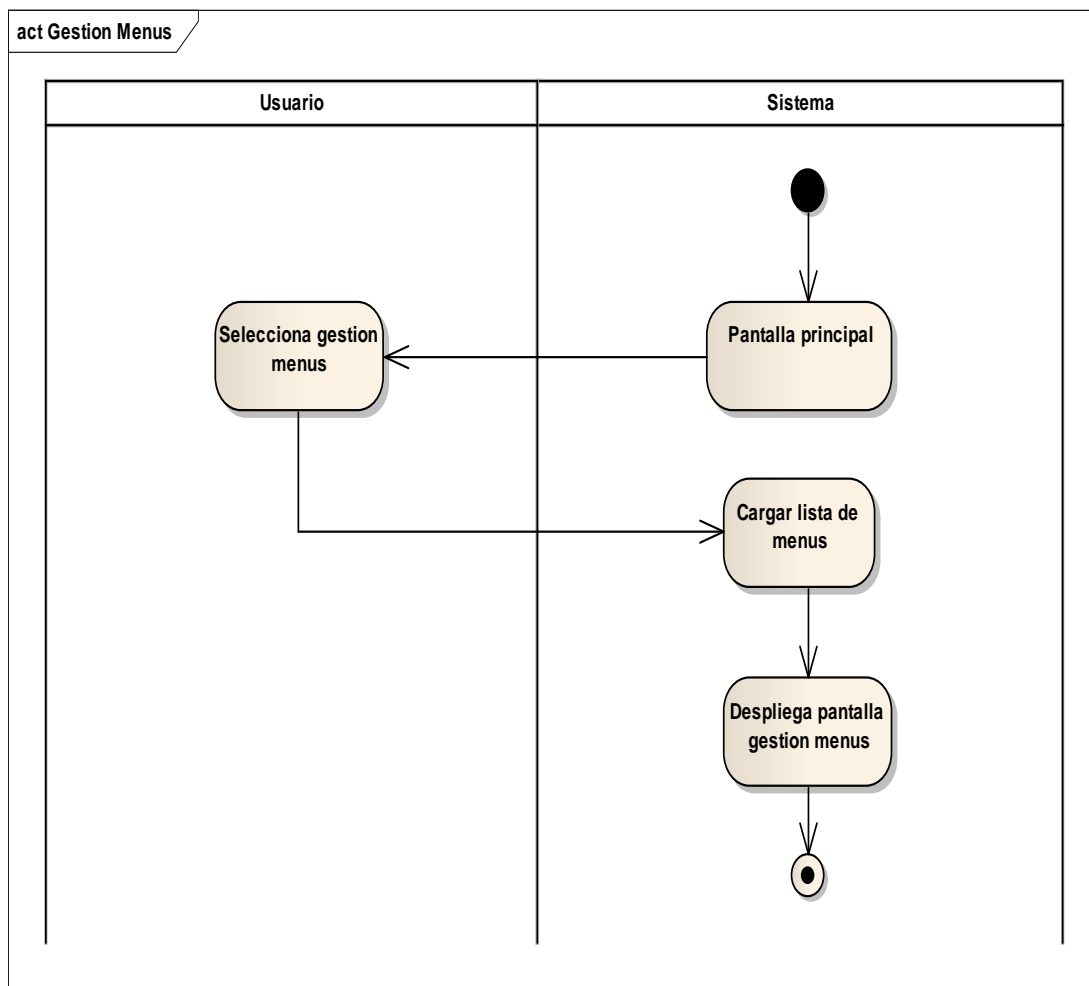 act Gestion Menus
Usuario
Sistema
Selecciona gestion
menus
Pantalla principal
Cargar lista de
menus
Despliega pantalla
gestion menus